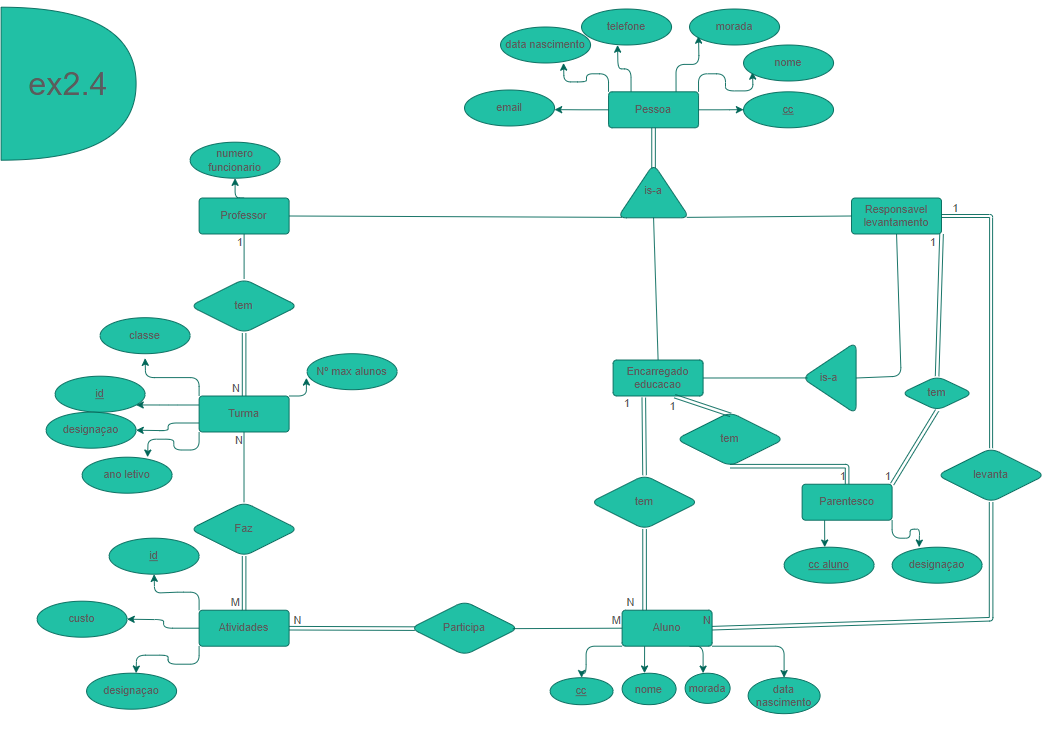 ex2.4
telefone
morada
data nascimento
nome
email
Pessoa
cc
numero
funcionario
is-a
Professor
Responsavel
levantamento
1
1
1
tem
classe
Encarregado
educacao
is-a
tem
Nº max alunos
id
N
1
1
Turma
designaçao
N
tem
ano letivo
1
1
levanta
tem
Parentesco
Faz
id
cc aluno
designaçao
M
N
custo
Atividades
N
Participa
M
Aluno
N
designaçao
cc
nome
morada
data
nascimento